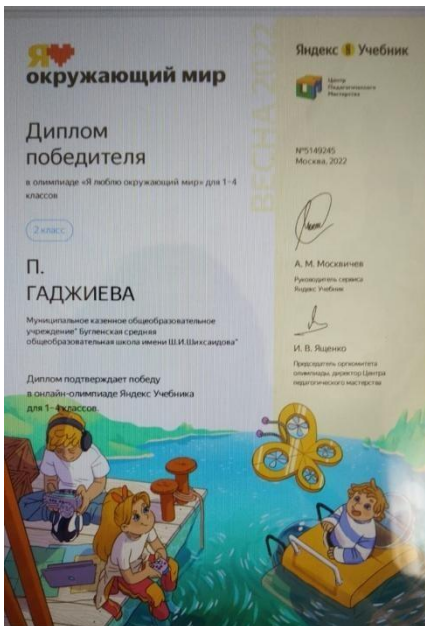 Я
окружающий мир
Диплом
победителя
в олимпиаде «Я люблю окружающий мир» для 1–4
классов
2 класс
П.
ГАДЖИЕВА
Муниципальное казенное общеобразовательное
учреждение" Бугленская средняя
общеобразовательная школа имени Ш.И.Шихсаидова"
Диплом подтверждает победу
в онлайн-олимпиаде Яндекс Учебника
для 1–4 классов
ВЕСНА 2022
Яндекс Учебник
Центр
Педагогического
Мастерства
№5149245
Москва, 2022
А. М. Москвичев
Руководитель сервиса
Яндекс Учебник
И. В. Ященко
Председатель оргкомитета
олимпиады, директор Центра
педагогического мастерства